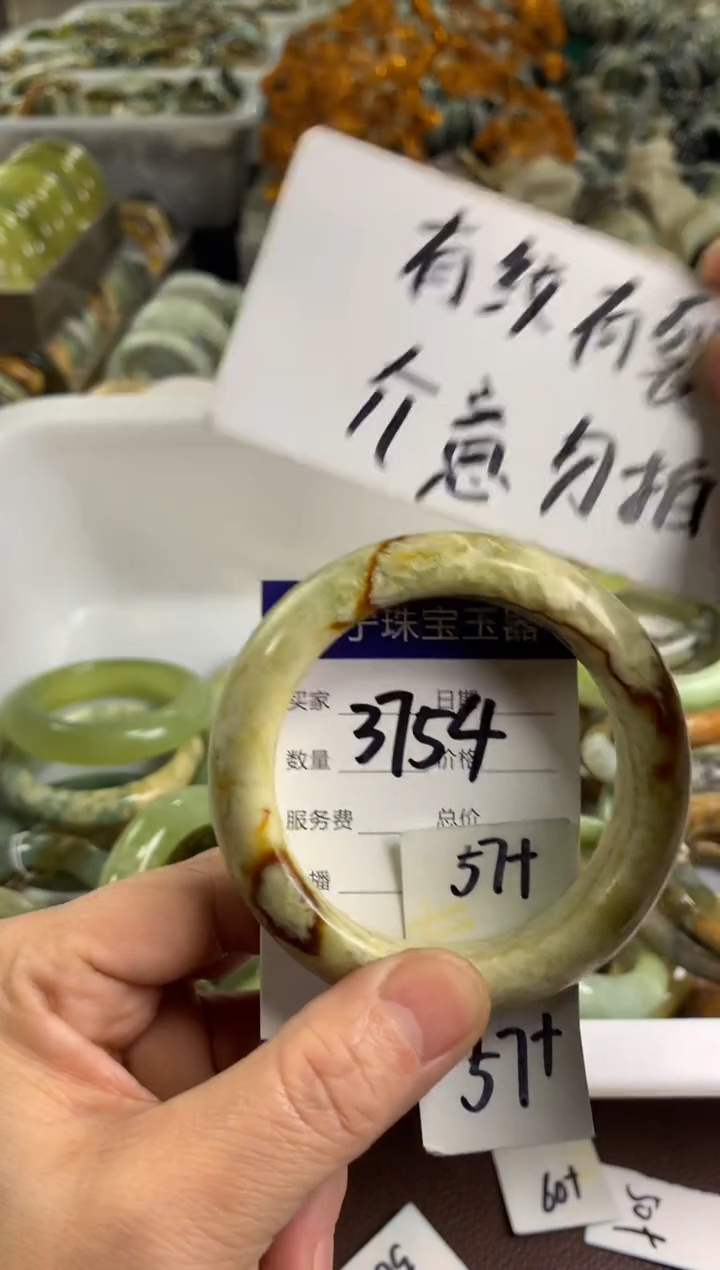 有纹有裂
介意勿拍
宇珠宝玉器
买家 日期
3754
数量 价格
服务费 总价
播
57+
57+
60+
50+